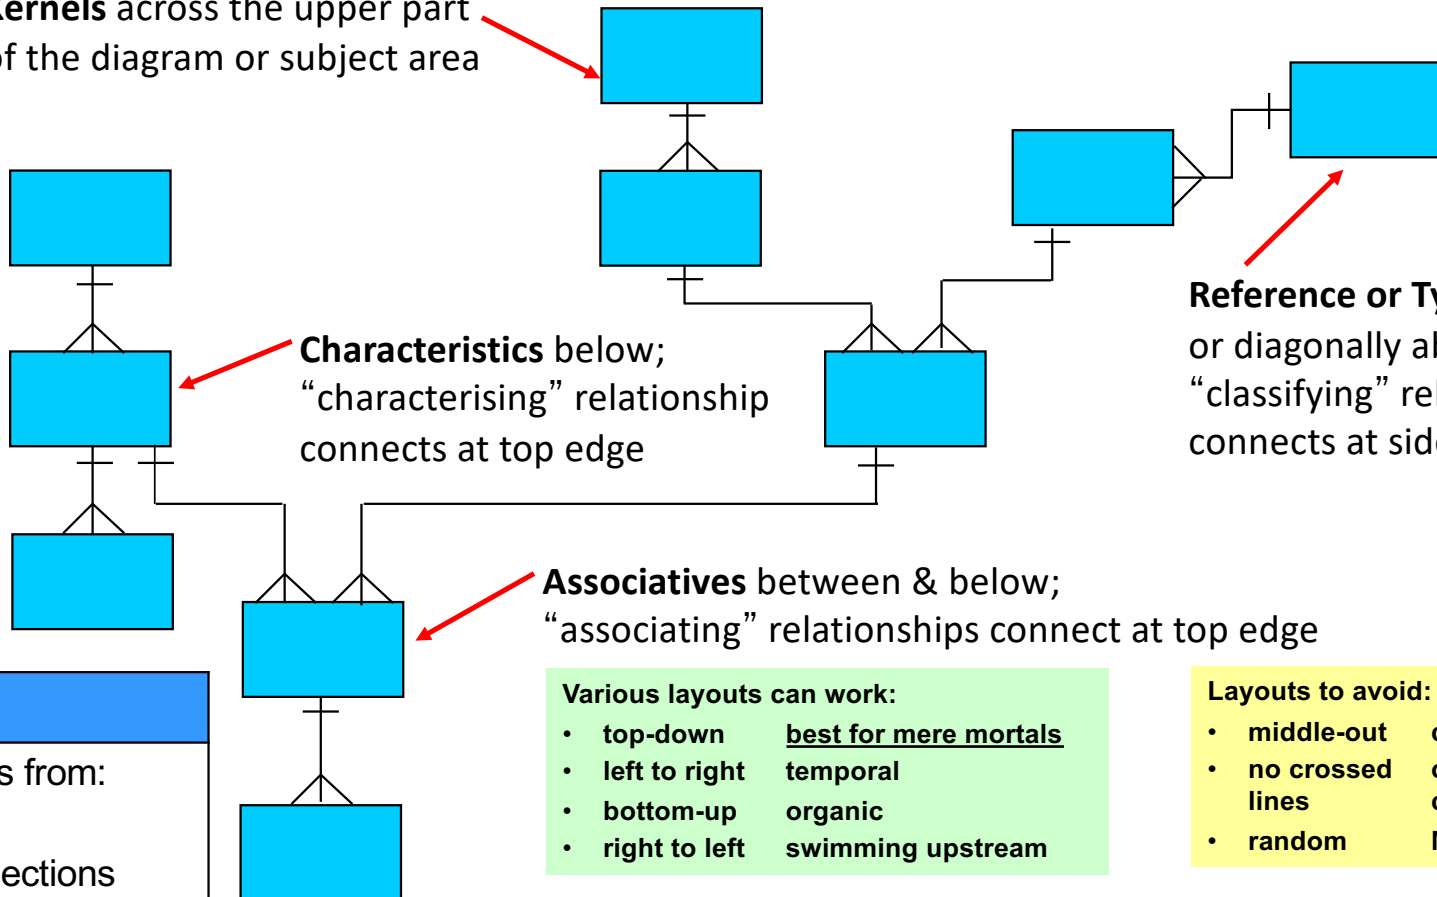 Kernels across the upper part
of the diagram or subject area
Characteristics below;
“characterising” relationship
connects at top edge
Reference or
or diagonally
“classifying”
connects at
Associatives between & below;
“associating” relationships connect at top edge
Various layouts can work:
• top-down best for mere mortals
• left to right temporal
• bottom-up organic
• right to left swimming upstream
Layouts to avoid:
• middle-out
• no crossed
lines
• random
from: